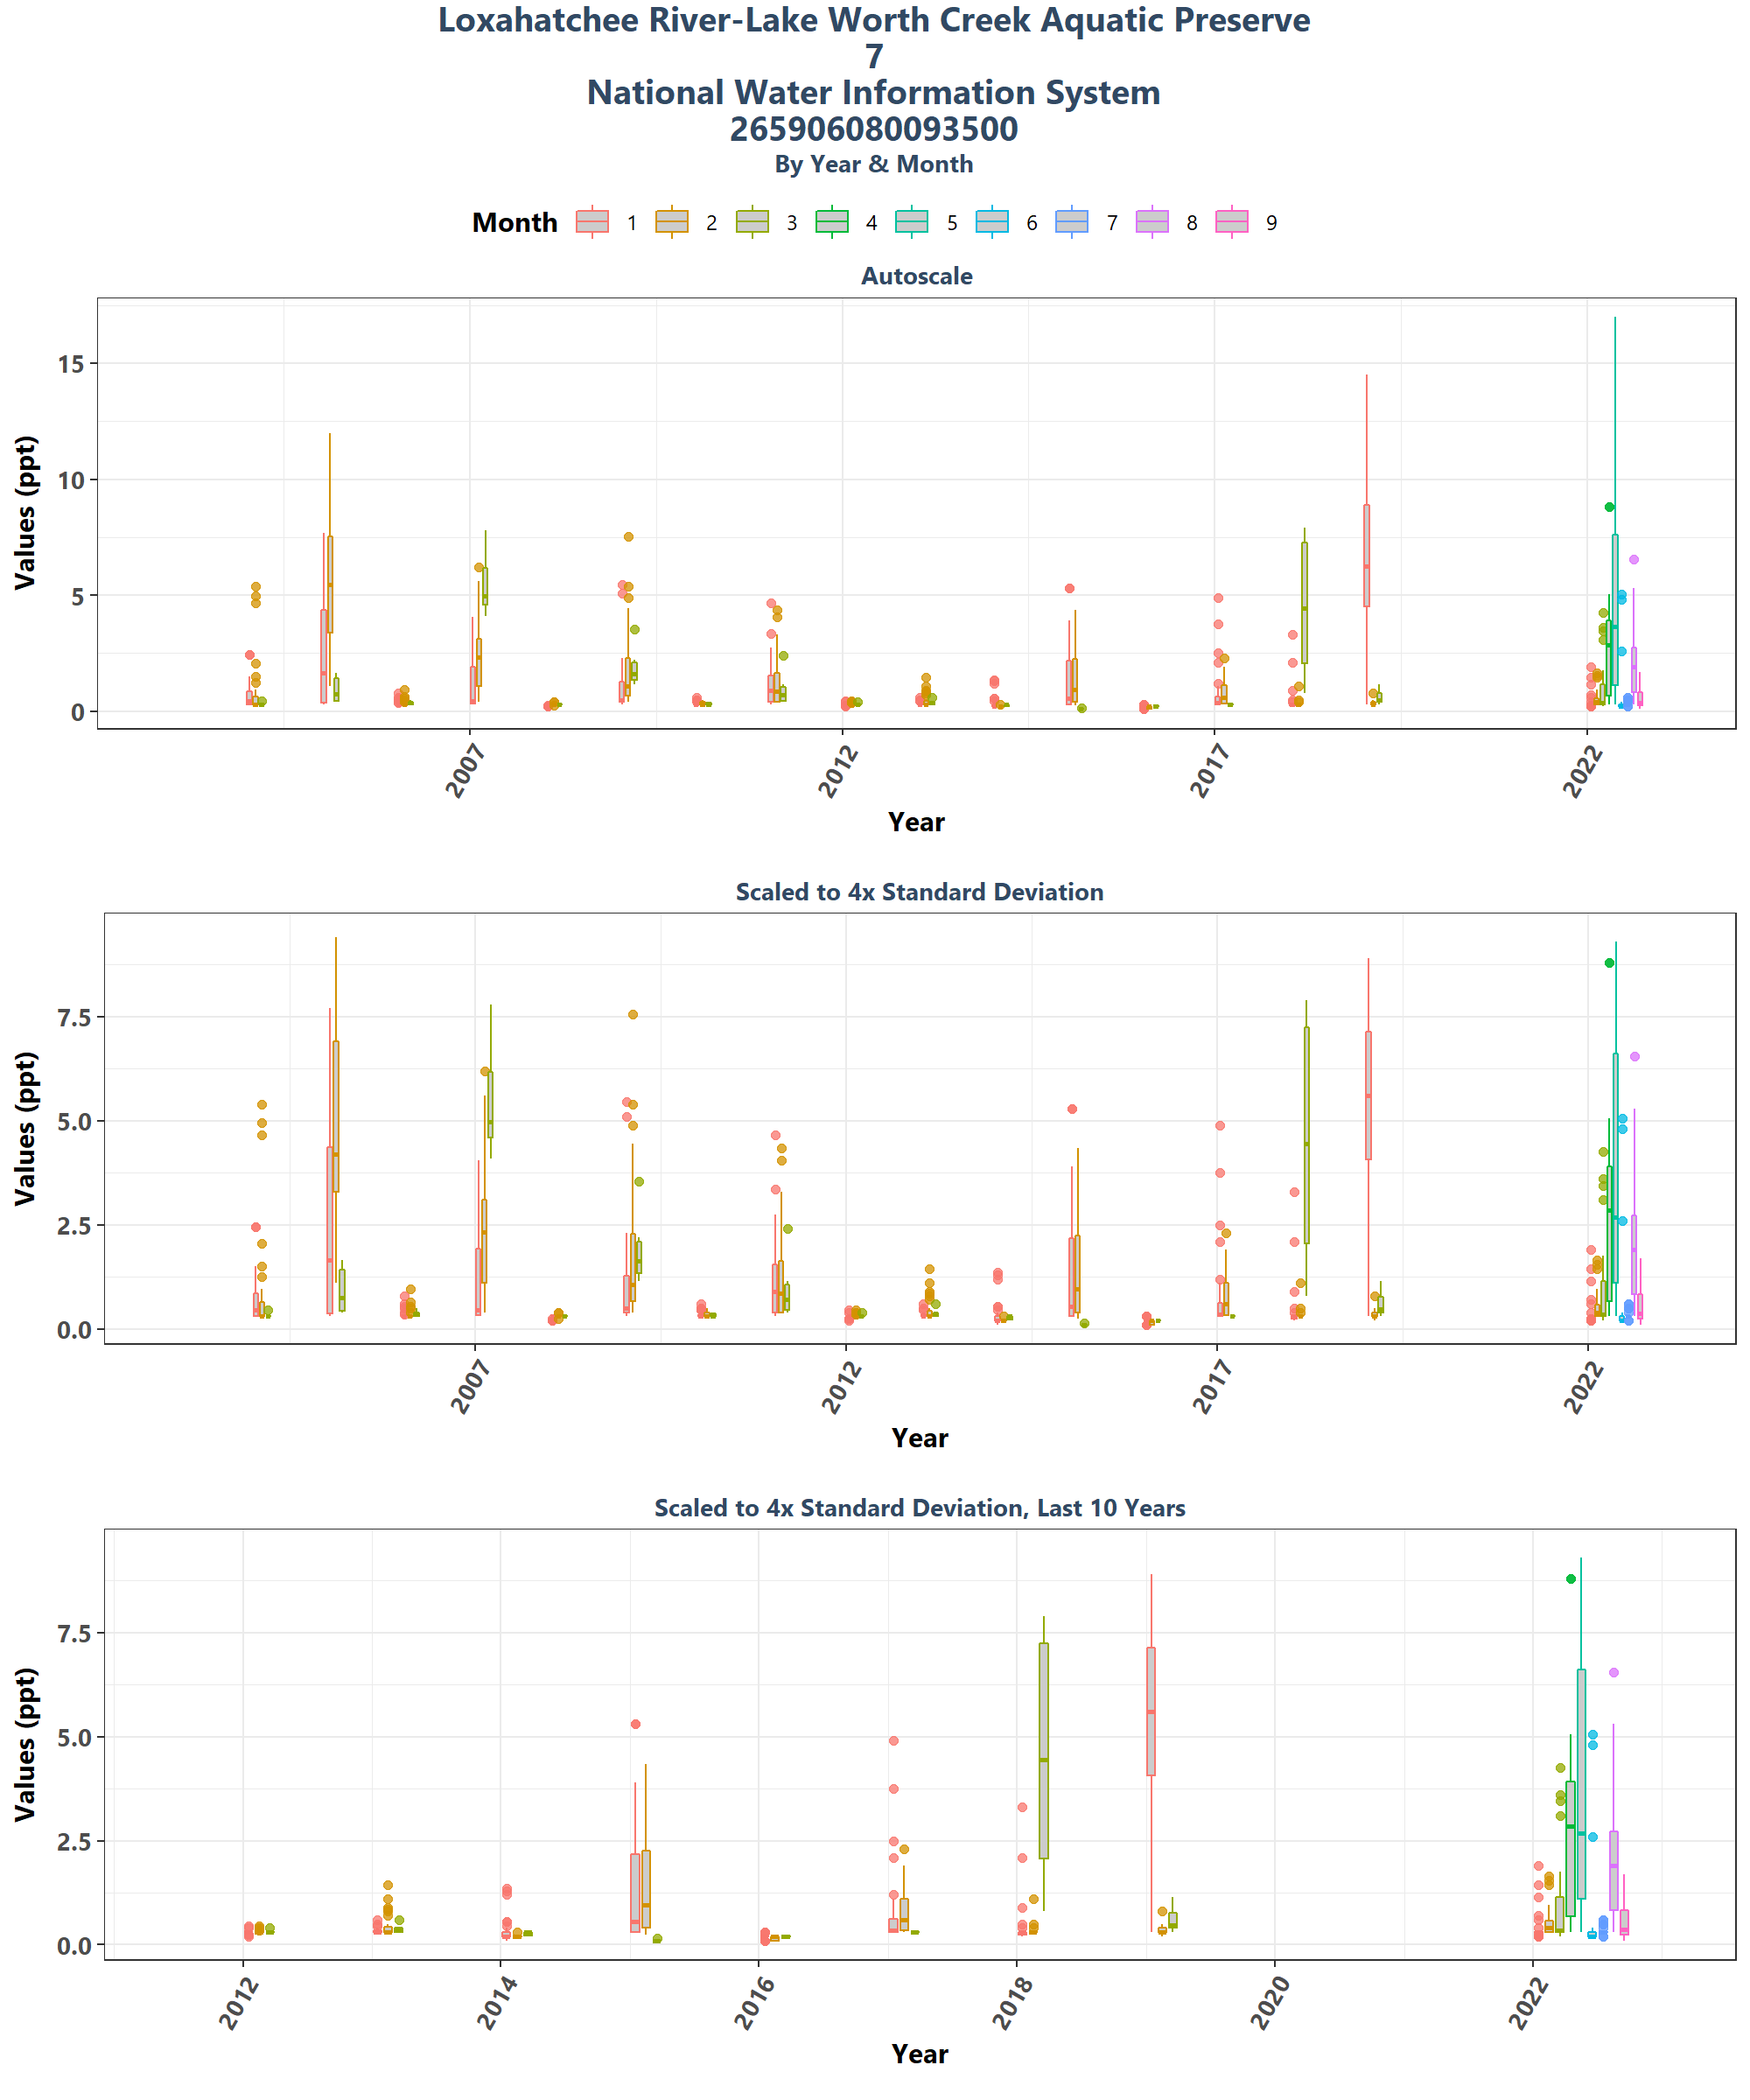 Loxahatchee River-Lake Worth Creek Aquatic Preserve
7
National Water Information System
265906080093500
By Year & Month
Month 1 2 3 4 5 6 7 8 9
Autoscale
Values (ppt)
15
10
5
0
2007 2012 2017 2022
Year
Scaled to 4x Standard Deviation
Values (ppt)
7.5
5.0
2.5
0.0
2007 2012 2017 2022
Year
Scaled to 4x Standard Deviation, Last 10 Years
Values (ppt)
7.5
5.0
2.5
0.0
2012 2014 2016 2018 2020 2022
Year